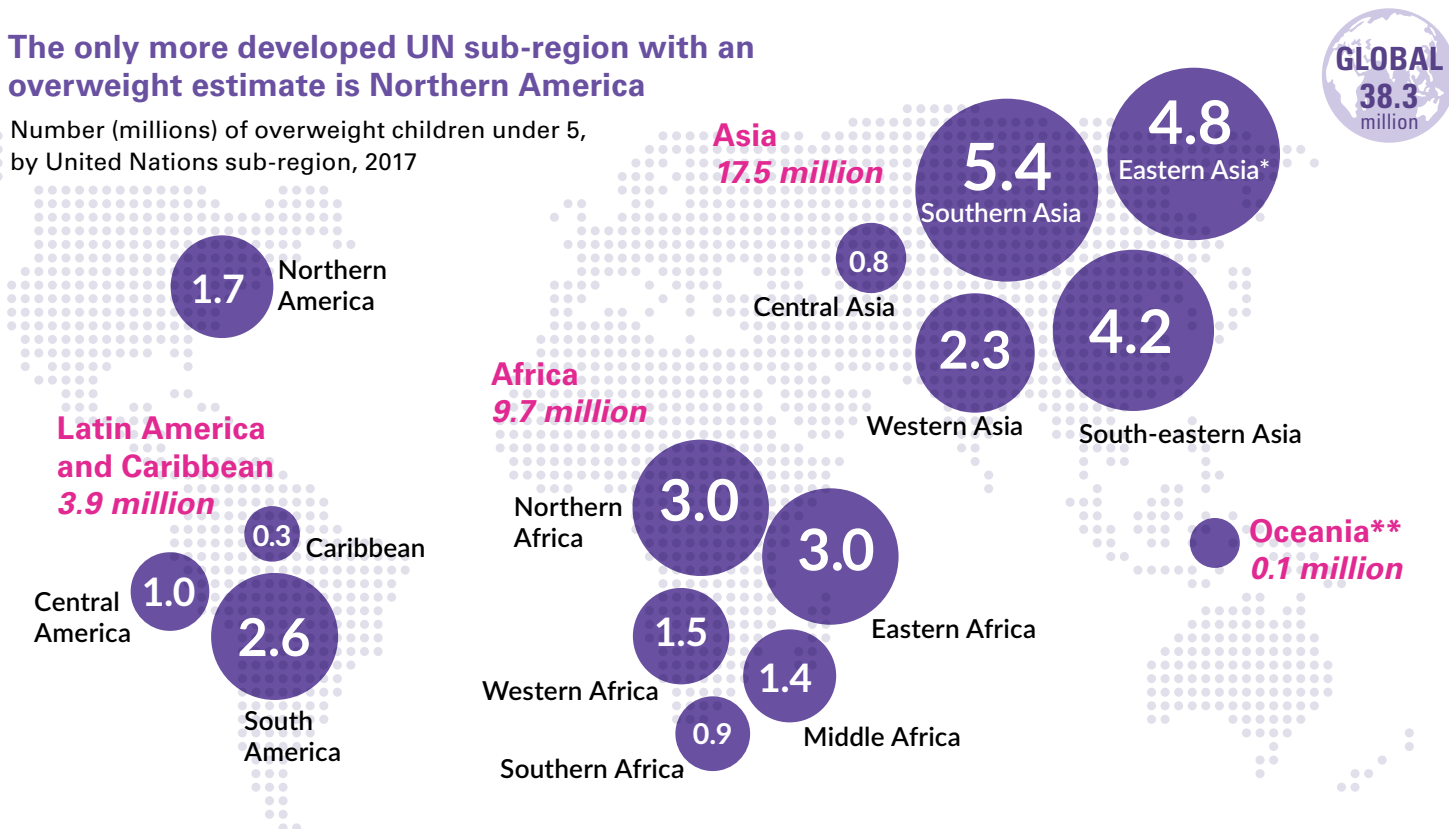 The only more developed UN sub-region with an
overweight estimate is Northern America
Number (millions) of overweight children under 5,
by United Nations sub-region, 2017
GLOBAL
38.3
million
Asia
17.5 million
5.4
Southern Asia
4.8
Eastern Asia*
0.8
Central Asia
2.3
Western Asia
4.2
South-eastern Asia
1.7
Northern
America
Latin America
and Caribbean
3.9 million
0.3
Caribbean
1.0
Central
America
2.6
South
America
Africa
9.7 million
3.0
Northern
Africa
3.0
Eastern Africa
1.5
Western Africa
1.4
Middle Africa
0.9
Southern Africa
Oceania**
0.1 million